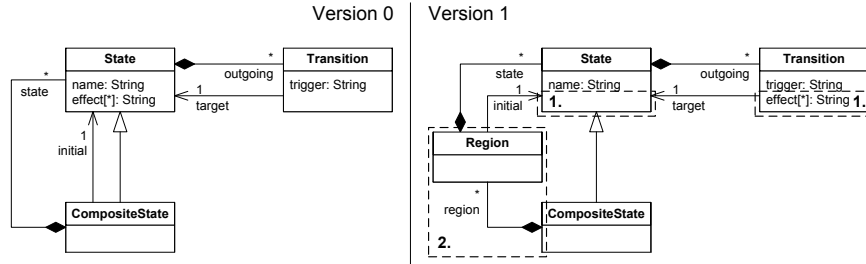 Version 0
Version 1
State
name: String
effect[*]: String
Transition
trigger: String
*
outgoing
1
target
*
state
1
initial
CompositeState
State
name: String
1.
Transition
trigger: String
effect[*]: String
1.
*
outgoing
1
target
*
state
1
initial
Region
*
region
2.
CompositeState